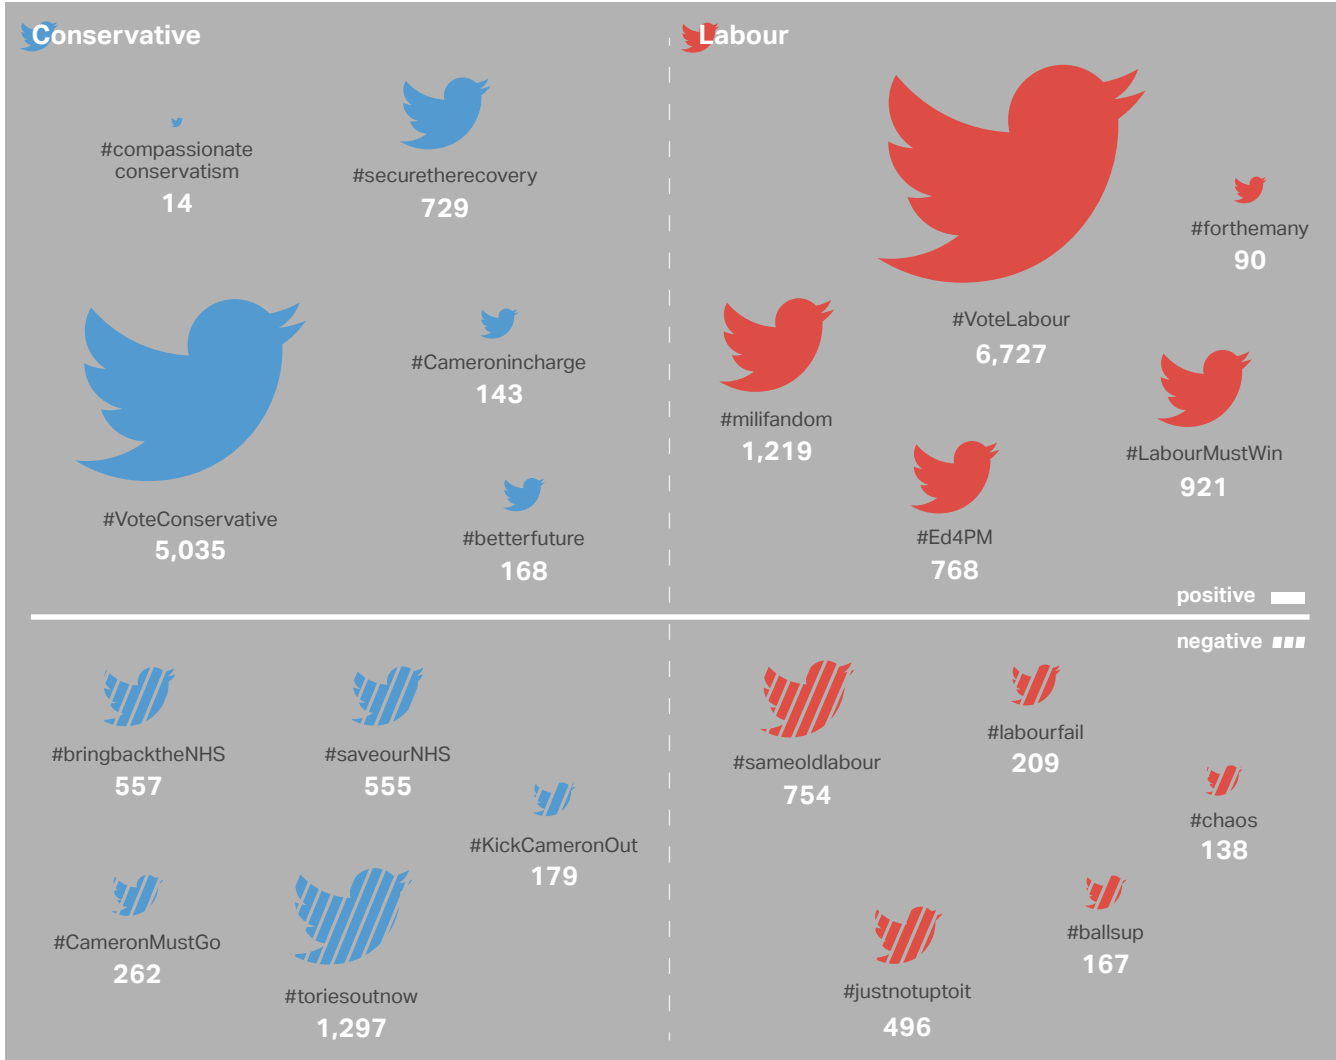 Conservative
#compassionate
conservatism
14
#securetherecovery
729
#VoteConservative
5,035
#Cameronincharge
143
#betterfuture
168
Labour
#VoteLabour
6,727
#forthemany
90
#milifandom
1,219
#LabourMustWin
921
#Ed4PM
768
positive
negative
#bringbacktheNHS
557
#saveourNHS
555
#KickCameronOut
179
#CameronMustGo
262
#toriesoutnow
1,297
#sameoldlabour
754
#labourfail
209
#chaos
138
#ballsup
167
#justnotuptoit
496